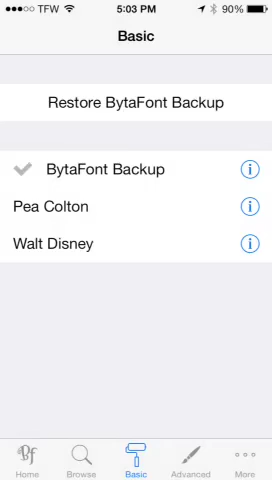 TFW 5:03 PM 90%
Basic
Restore BytaFont Backup
BytaFont Backup
Pea Colton
Walt Disney
Bf
Home Browse Basic Advanced More